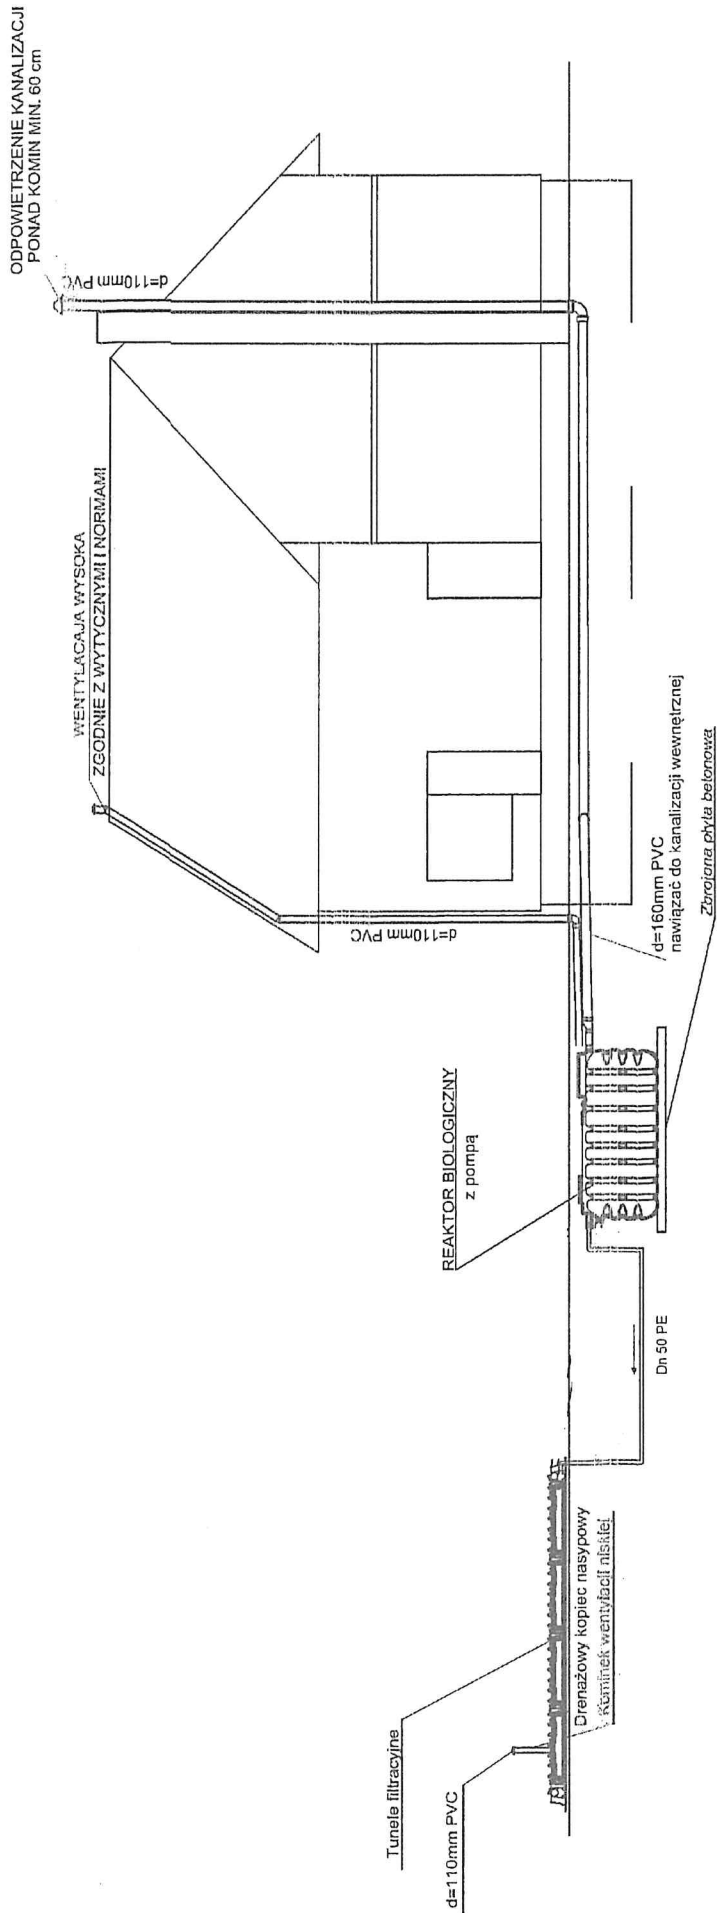 ODPOWIETRZENIE KANALIZACJI
PONAD KOMIN MIN. 60 cm
d=110mm PVC
WENTYLACAJA WYSOKA
ZGODNIE Z WYTYCZNYMI I NORMAMI
d=110mm PVC
d=160mm PVC
nawiązać do kanalizacji wewnętrznej
Zbrojona płyta betonowa
REAKTOR BIOLOGICZNY
z pompą
Dn 50 PE
Tunele filtracyjne
d=110mm PVC
Drenażowy kopiec nasypowy
Kominek wentylacji niskiej